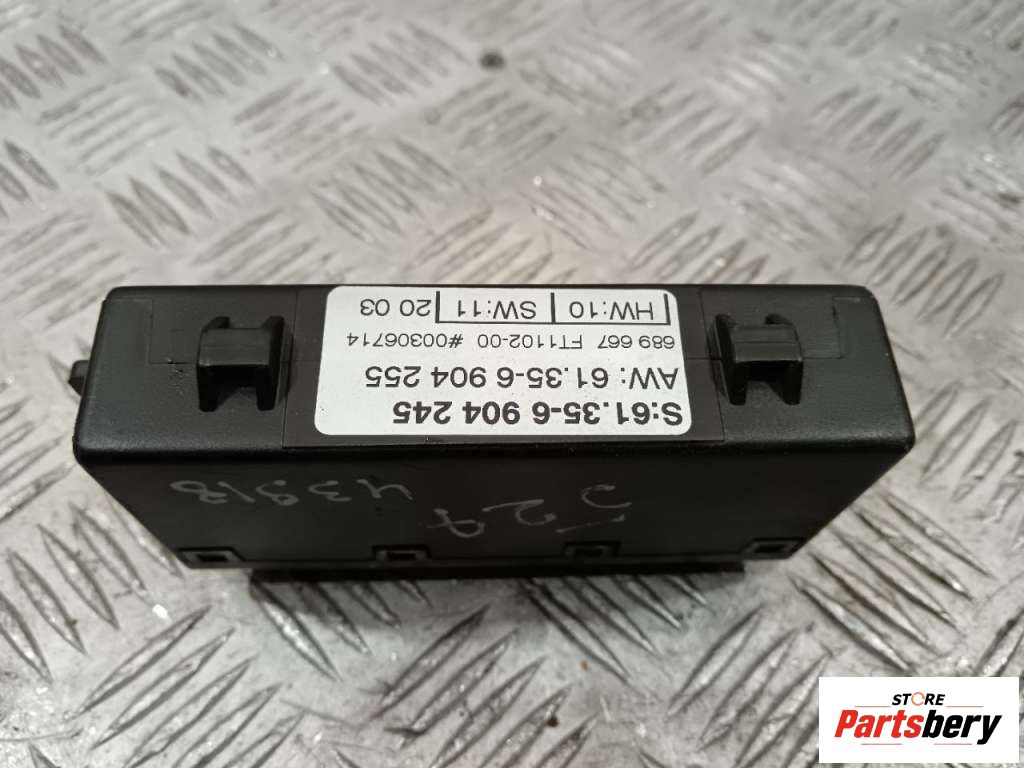 S:61.35-6 904 245
AW: 61.35-6 904 255
689 667 FT1102-00 #00306714
HW:10 SW:11 20 03
43918
STORE
Partsbery